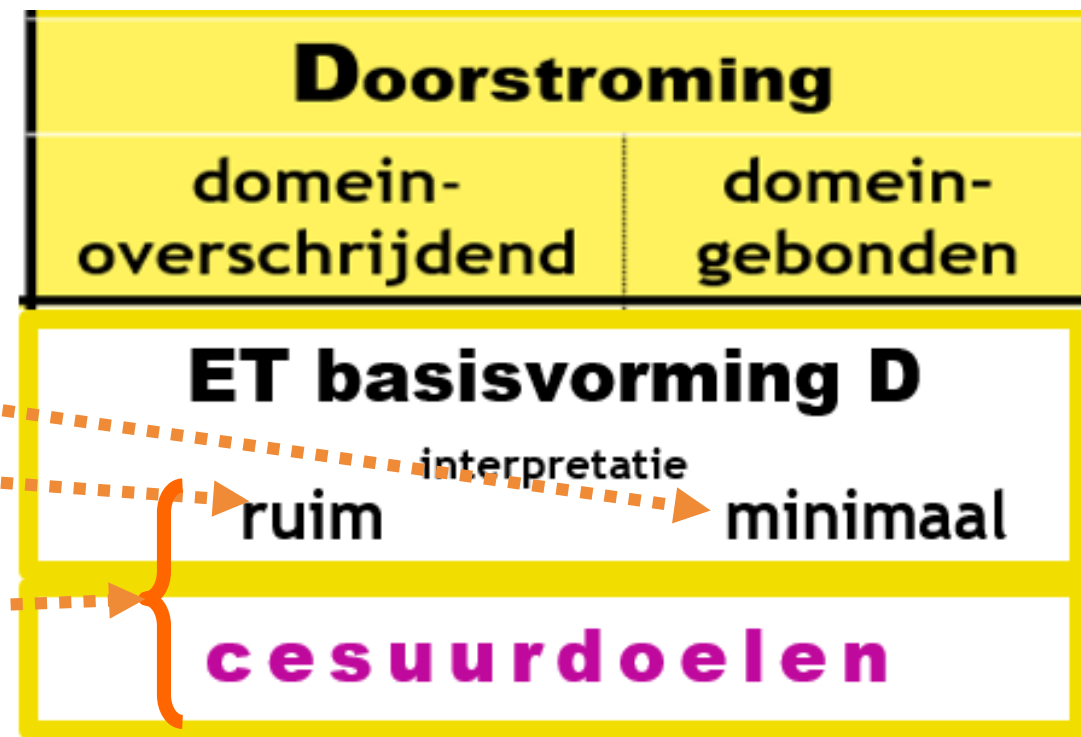 Doorstroming
domein-
overschrijdend
domein-
gebonden
ET basisvorming D
interpretatie
ruim minimaal
cesuurdoelen